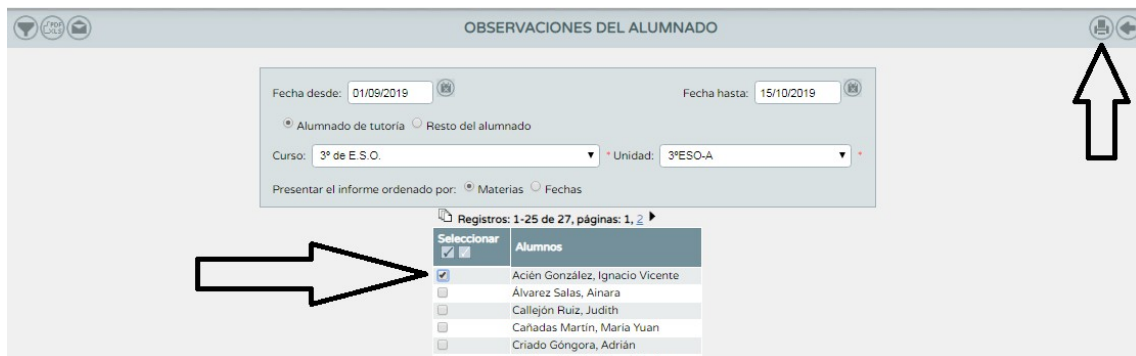 OBSERVACIONES DEL ALUMNADO
Fecha desde: 01/09/2019 Fecha hasta: 15/10/2019
Alumnado de tutoría Resto del alumnado
Curso: 3º de E.S.O. * Unidad: 3ºESO-A *
Presentar el informe ordenado por: Materias Fechas
Registros: 1-25 de 27, páginas: 1, 2
Seleccionar Alumnos
Acién González, Ignacio Vicente
Álvarez Salas, Ainara
Callejón Ruiz, Judith
Cañadas Martín, María Yuan
Criado Góngora, Adrián